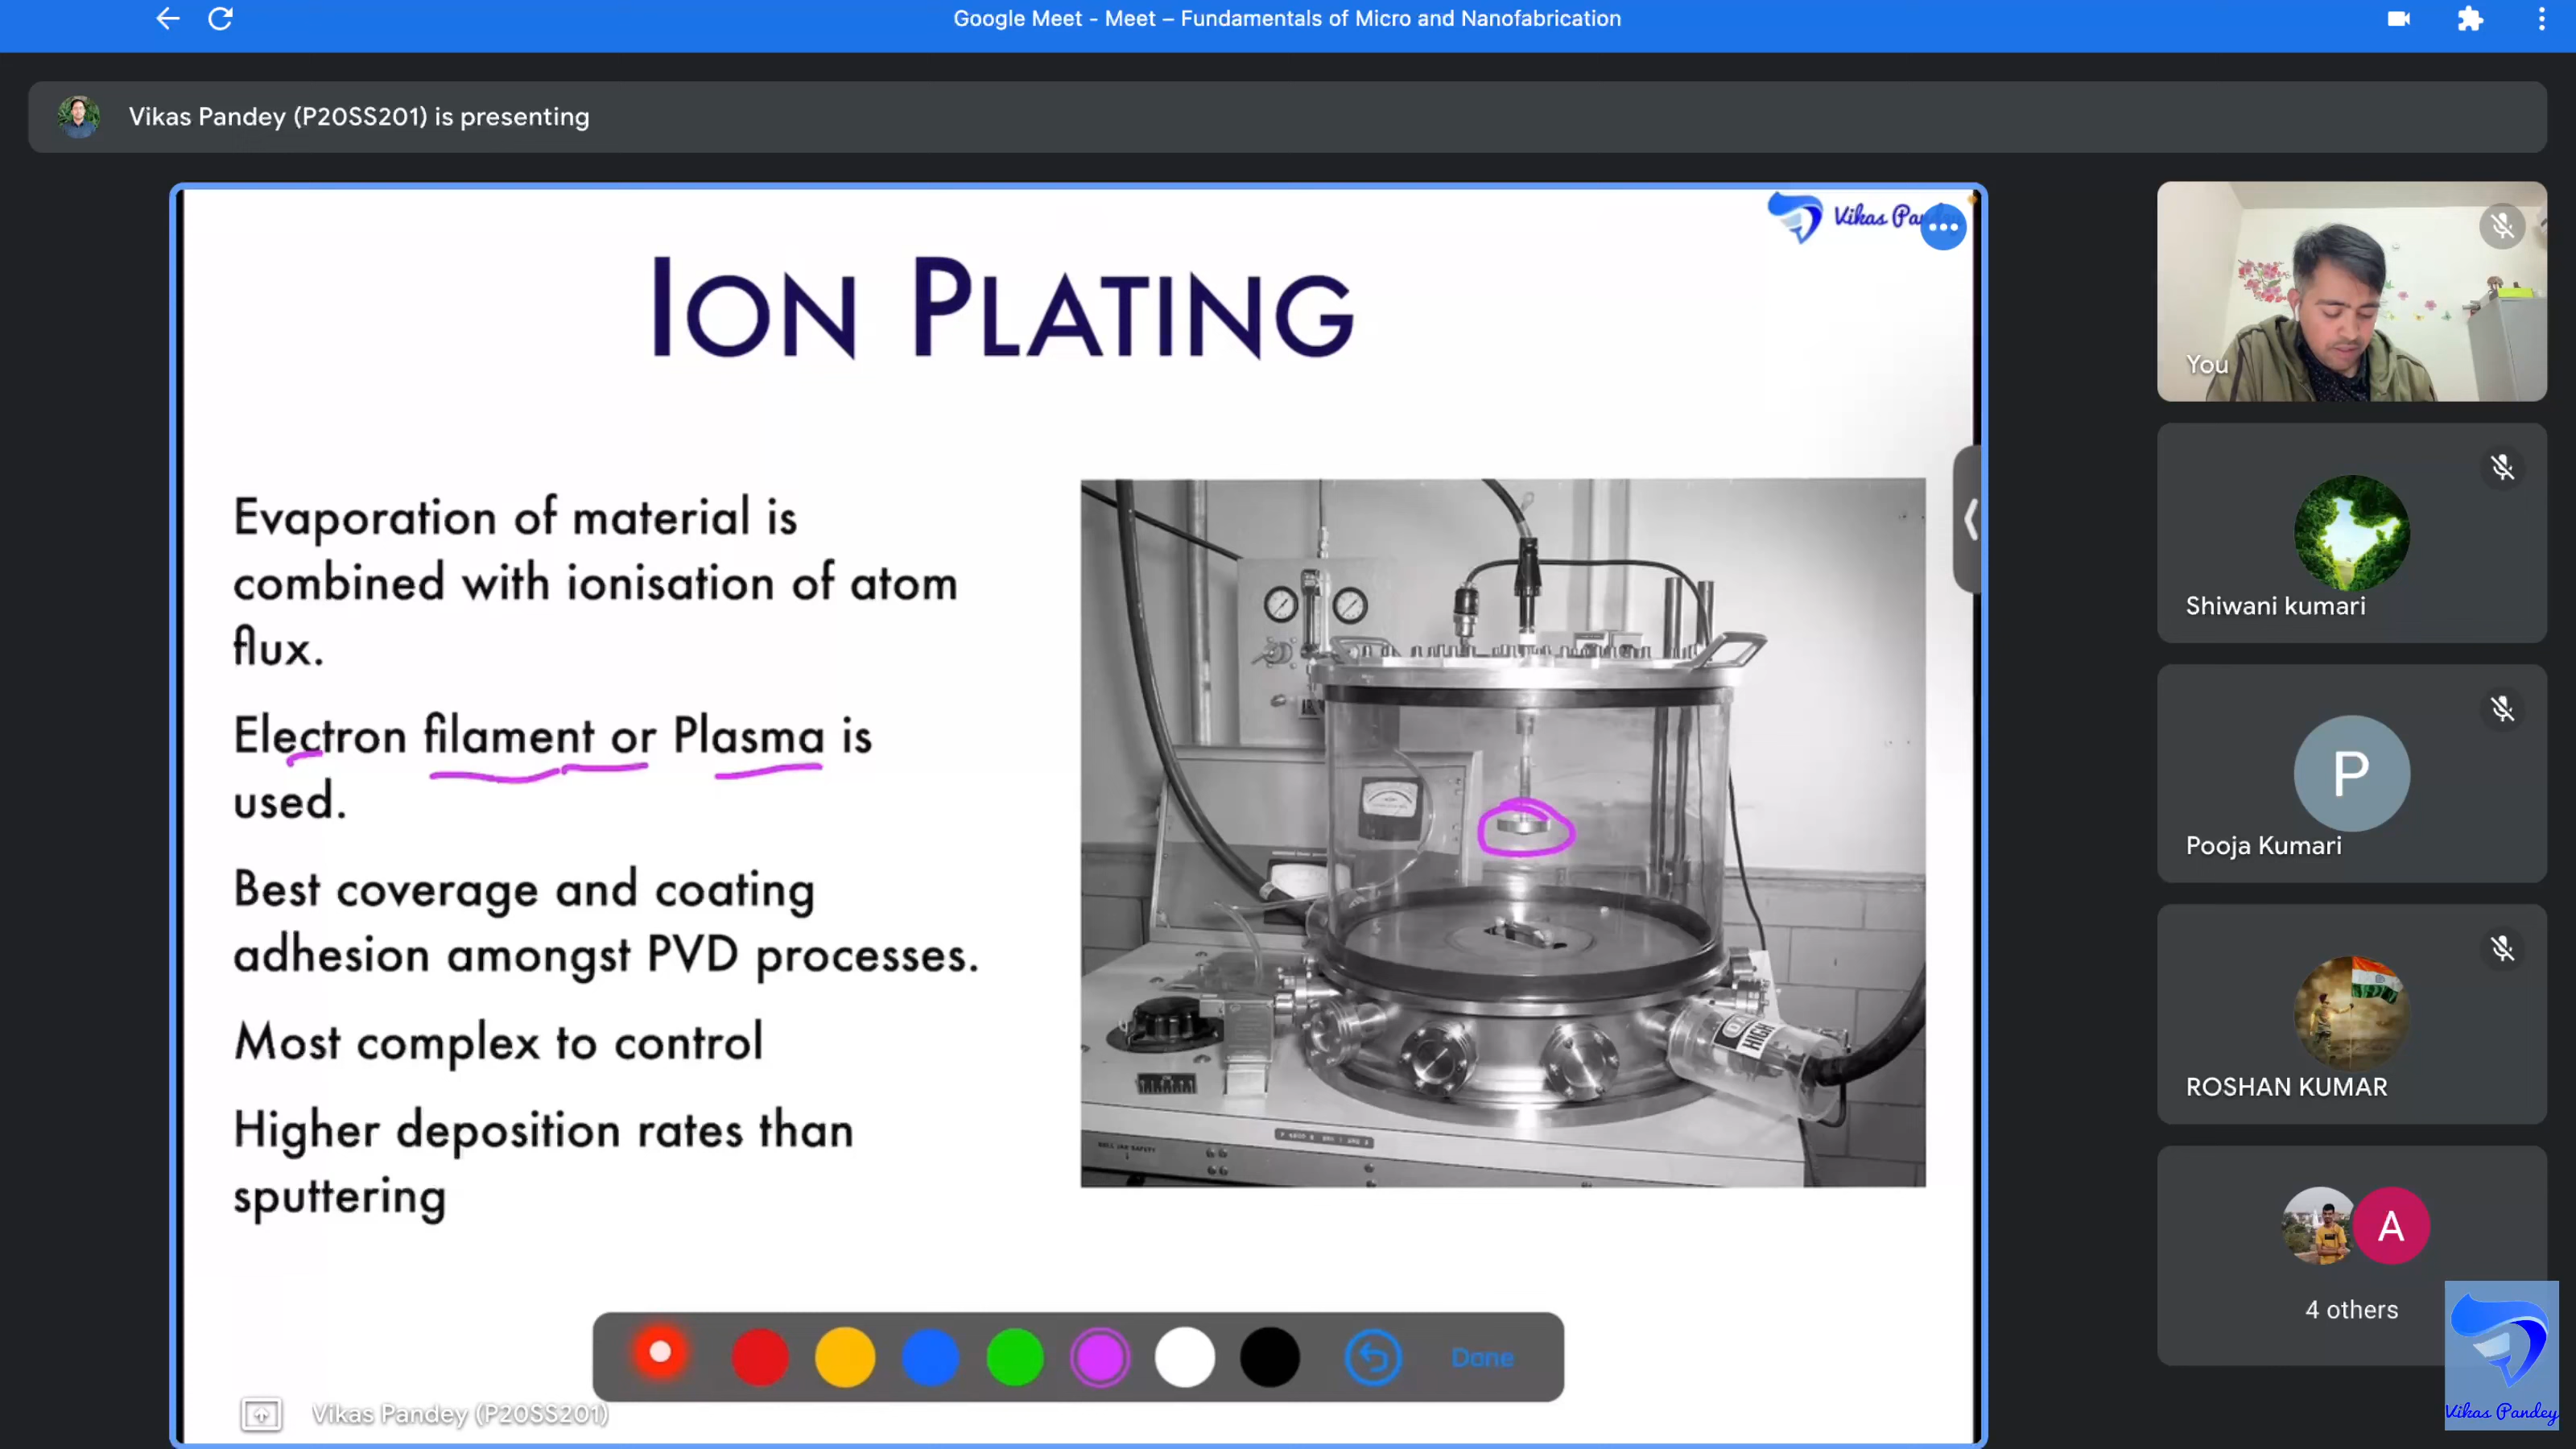 Google Meet - Meet – Fundamentals of Micro and Nanofabrication
Vikas Pandey (P20SS201) is presenting
Vikas
ION PLATING
Evaporation of material is
combined with ionisation of atom
flux.
Electron filament or Plasma is
used.
Best coverage and coating
adhesion amongst PVD processes.
Most complex to control
Higher deposition rates than
sputtering
HIGH
Done
Vikas Pandey (P20SS201)
You
Shiwani kumari
P
Pooja Kumari
ROSHAN KUMAR
A
4 others
Vikas Pandey